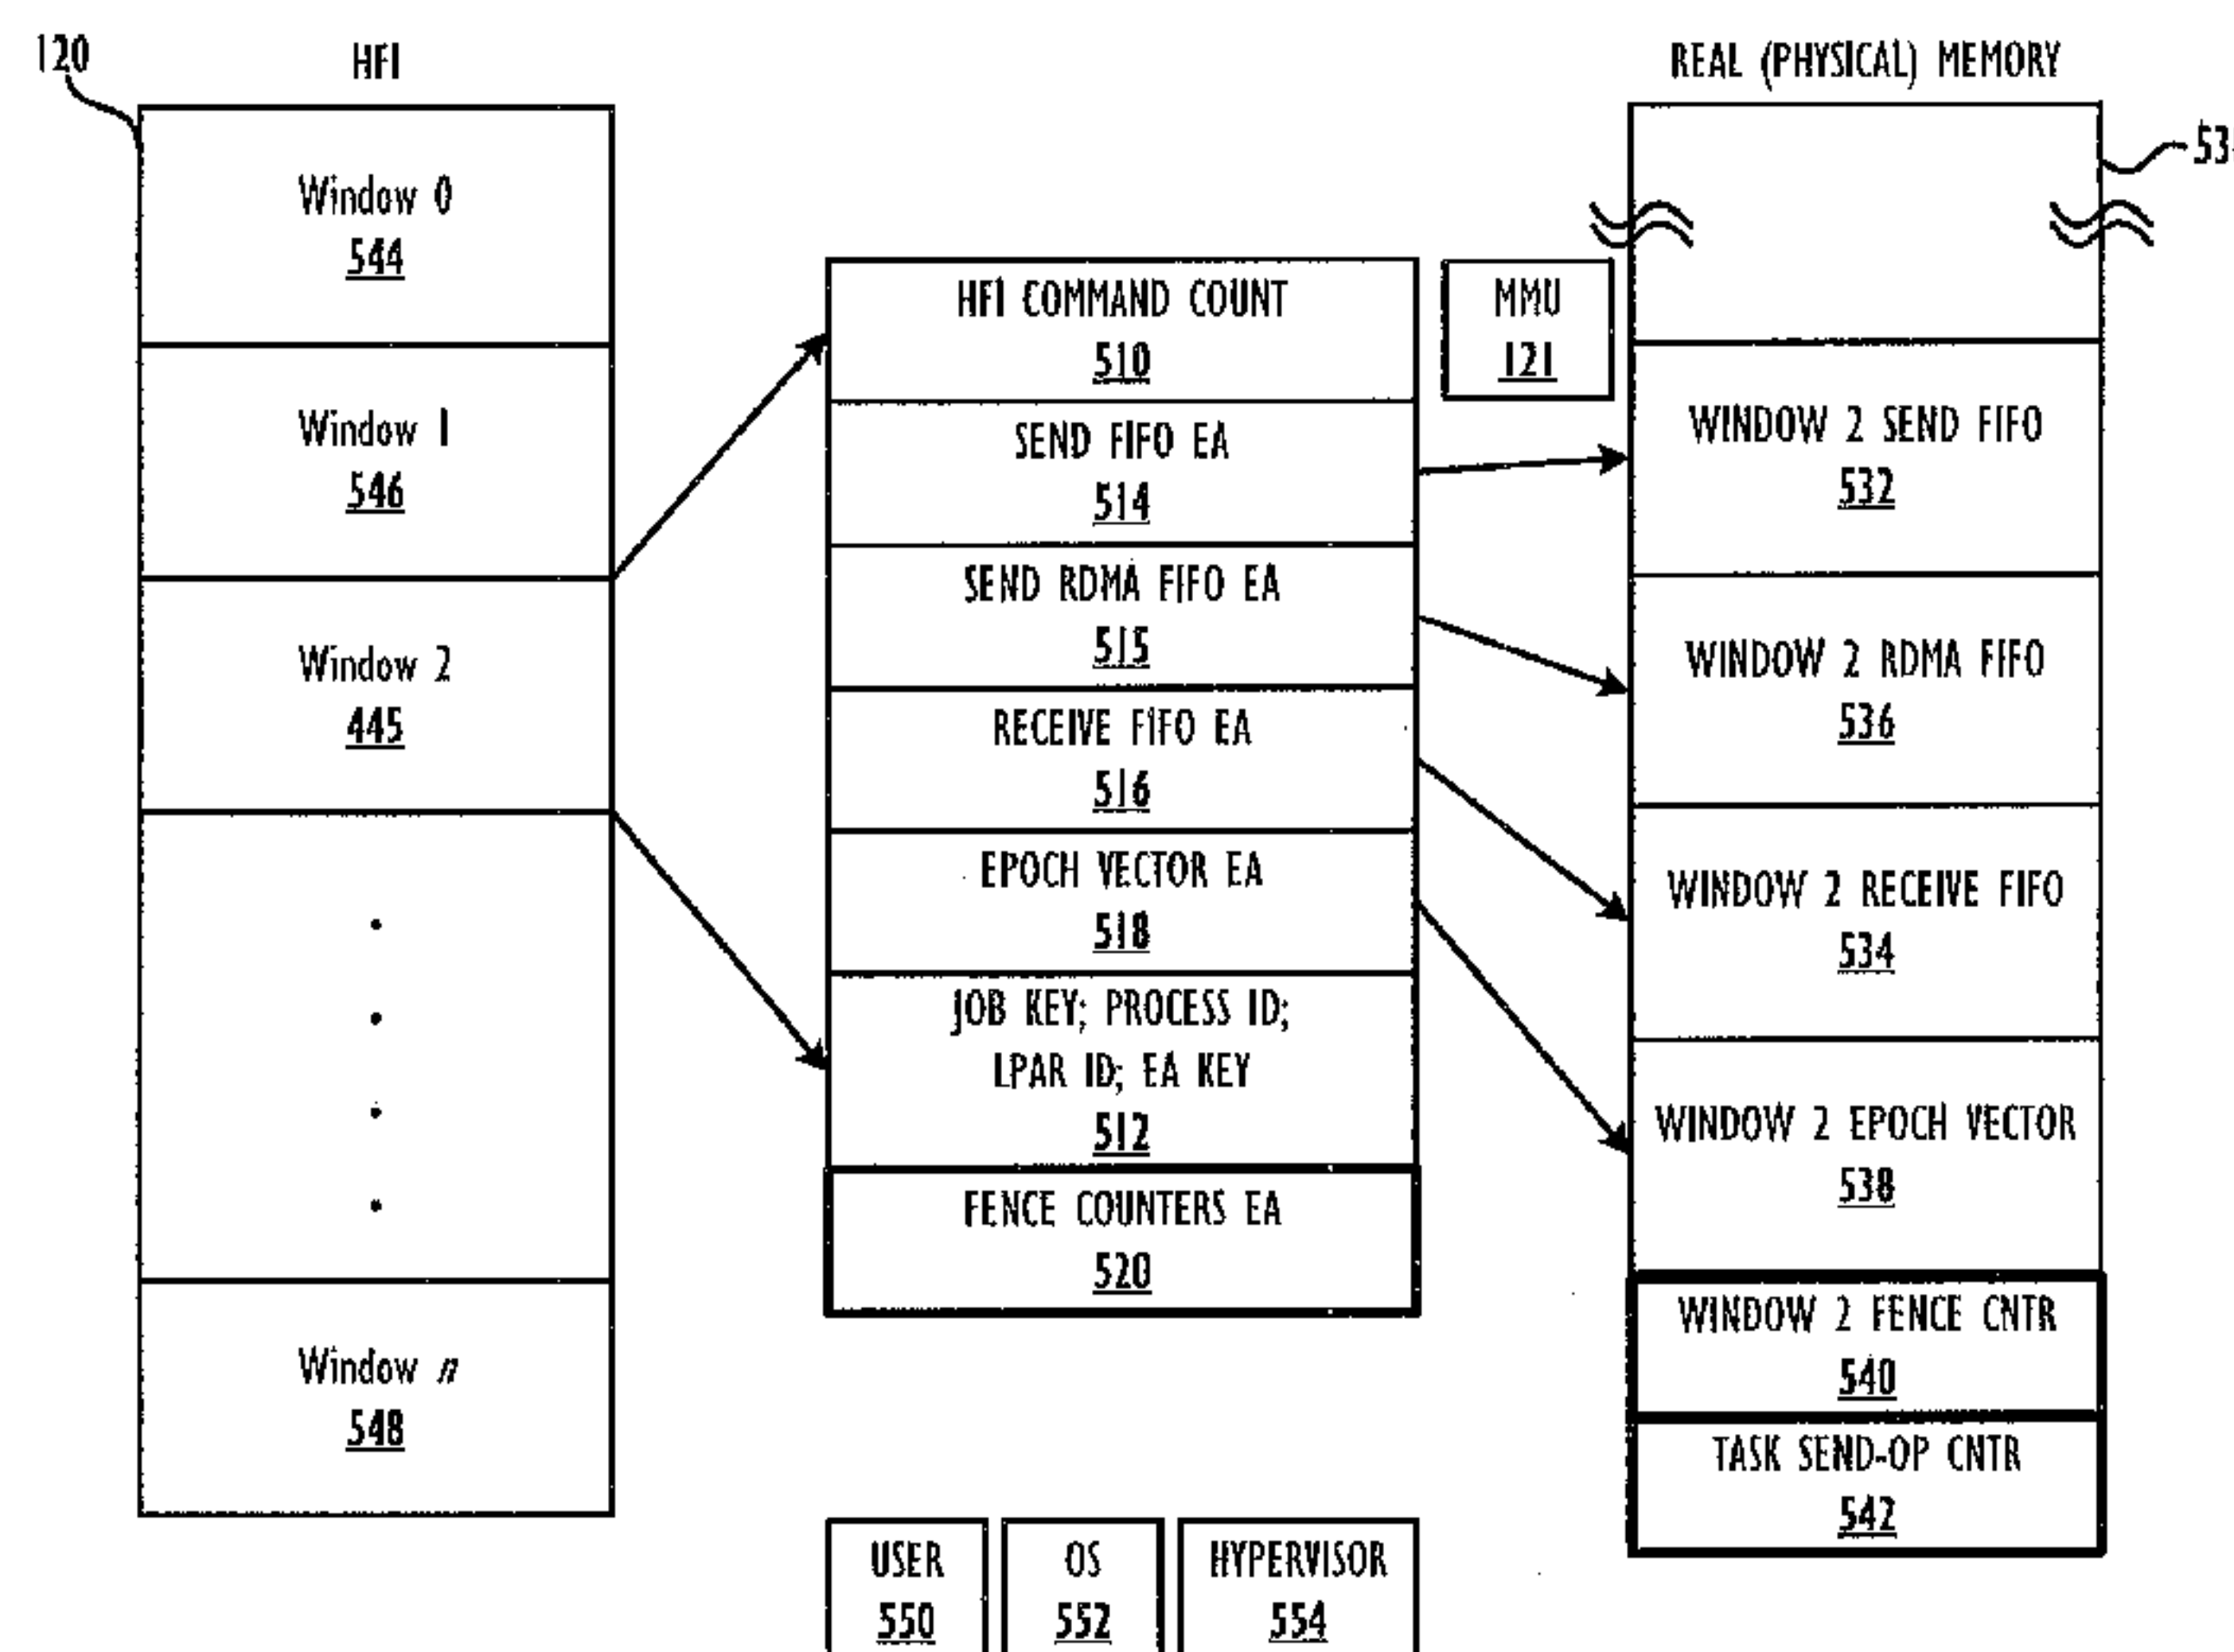 120
HFI
Window 0
544
Window 1
546
Window 2
445
Window n
548
HFI COMMAND COUNT
510
SEND FIFO EA
514
SEND RDMA FIFO EA
515
RECEIVE FIFO EA
516
EPOCH VECTOR EA
518
JOB KEY; PROCESS ID;
LPAR ID; EA KEY
512
FENCE COUNTERS EA
520
MMU
121
REAL (PHYSICAL) MEMORY
WINDOW 2 SEND FIFO
532
WINDOW 2 RDMA FIFO
536
WINDOW 2 RECEIVE FIFO
534
WINDOW 2 EPOCH VECTOR
538
WINDOW 2 FENCE CNTR
540
TASK SEND-OP CNTR
542
USER
550
OS
552
HYPERVISOR
554